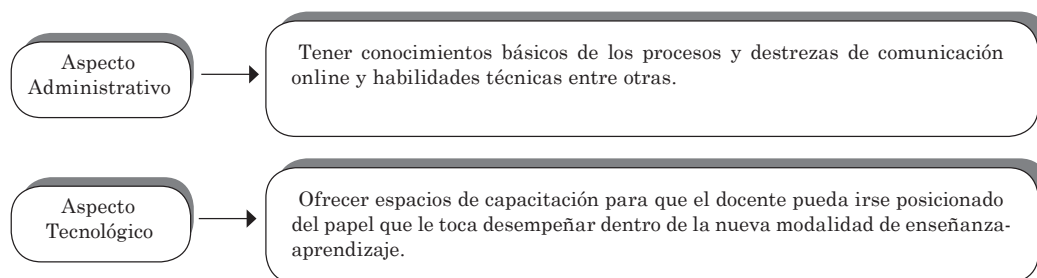 Aspecto
Administrativo
Tener conocimientos básicos de los procesos y destrezas de comunicación
online y habilidades técnicas entre otras.
Aspecto
Tecnológico
Ofrecer espacios de capacitación para que el docente pueda irse posicionado
del papel que le toca desempeñar dentro de la nueva modalidad de enseñanza-
aprendizaje.